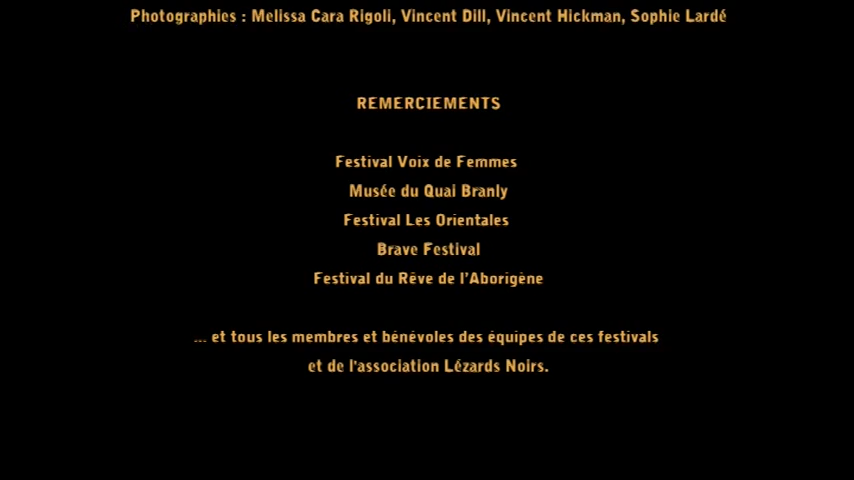 Photographies : Melissa Cara Rigoli, Vincent Dill, Vincent Hickman, Sophie Lardé
REMERCIEMENTS
Festival Voix de Femmes
Musée du Quai Branly
Festival Les Orientales
Brave Festival
Festival du Rêve de l'Aborigène
... et tous les membres et bénévoles des équipes de ces festivals
et de l'association Lézards Noirs.